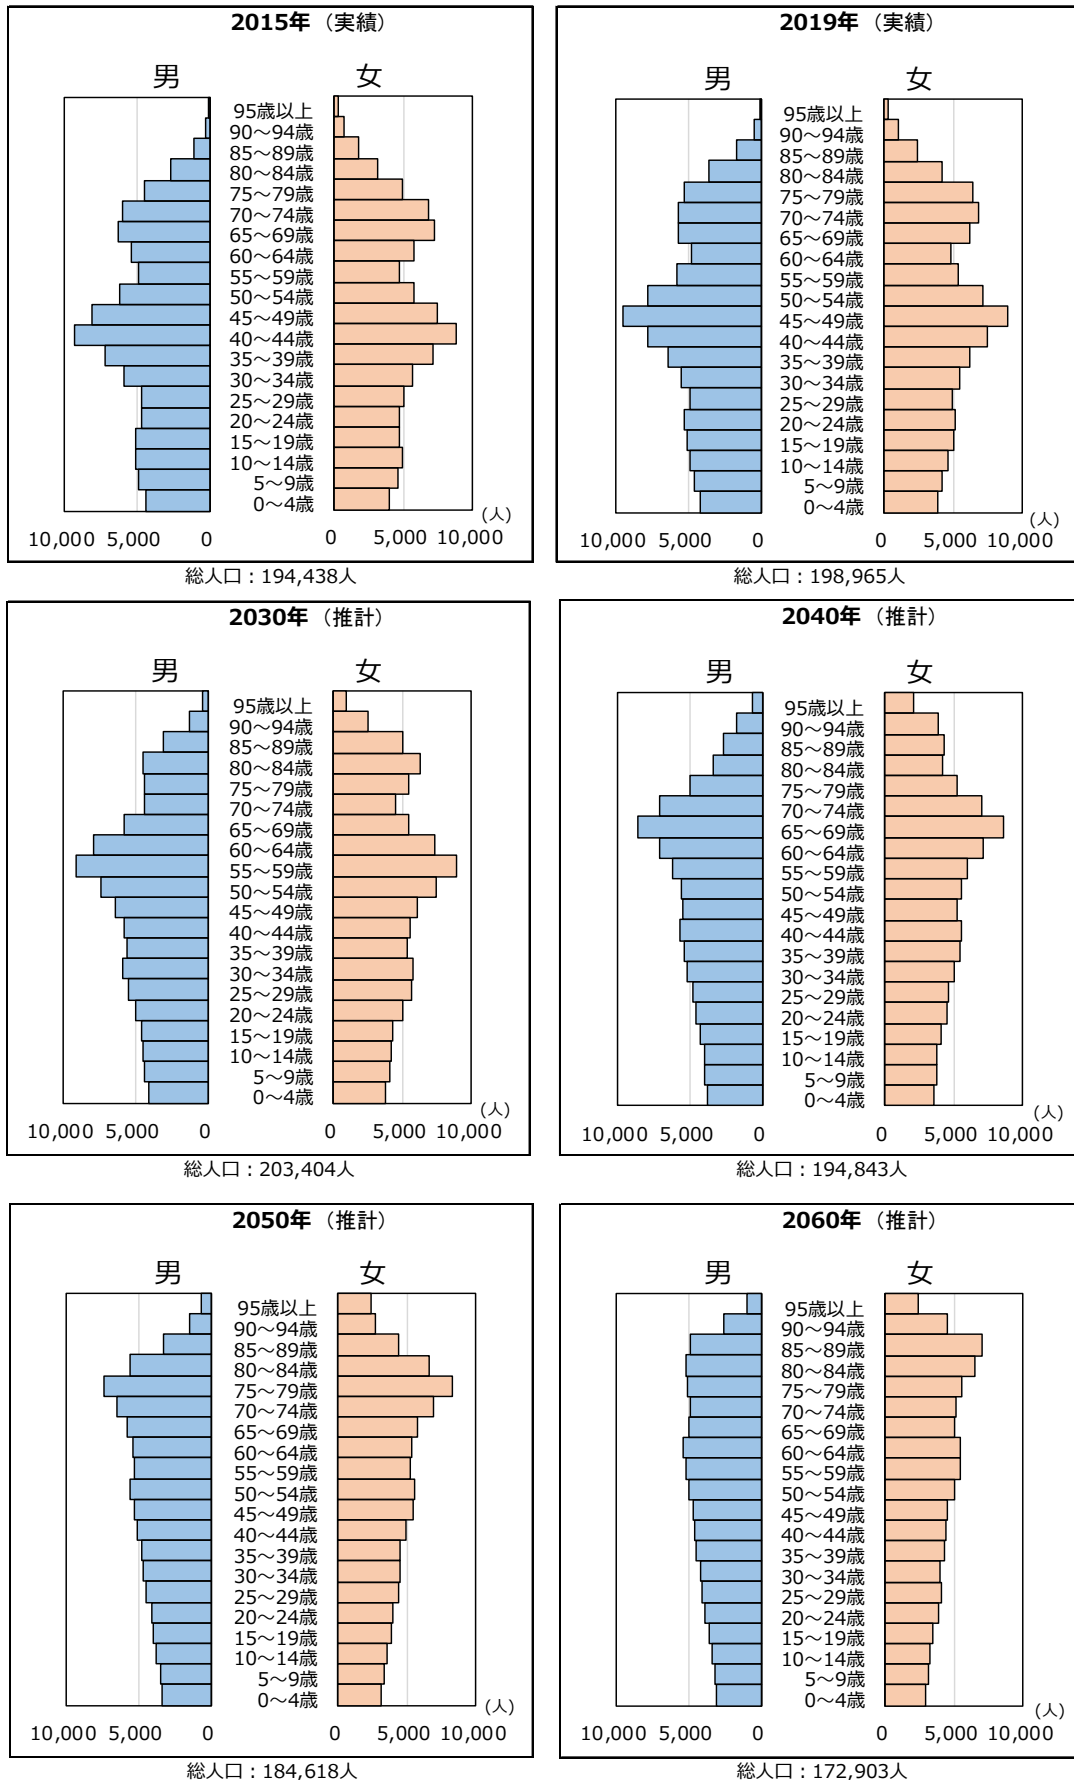 2015年（実績）
男 女
95歳以上
90～94歳
85～89歳
80～84歳
75～79歳
70～74歳
65～69歳
60～64歳
55～59歳
50～54歳
45～49歳
40～44歳
35～39歳
30～34歳
25～29歳
20～24歳
15～19歳
10～14歳
5～9歳
0～4歳
(人)
10,000 5,000 0 0 5,000 10,000
総人口：194,438人
2019年（実績）
男 女
95歳以上
90～94歳
85～89歳
80～84歳
75～79歳
70～74歳
65～69歳
60～64歳
55～59歳
50～54歳
45～49歳
40～44歳
35～39歳
30～34歳
25～29歳
20～24歳
15～19歳
10～14歳
5～9歳
0～4歳
(人)
10,000 5,000 0 0 5,000 10,000
総人口：198,965人
2030年（推計）
男 女
95歳以上
90～94歳
85～89歳
80～84歳
75～79歳
70～74歳
65～69歳
60～64歳
55～59歳
50～54歳
45～49歳
40～44歳
35～39歳
30～34歳
25～29歳
20～24歳
15～19歳
10～14歳
5～9歳
0～4歳
(人)
10,000 5,000 0 0 5,000 10,000
総人口：203,404人
2040年（推計）
男 女
95歳以上
90～94歳
85～89歳
80～84歳
75～79歳
70～74歳
65～69歳
60～64歳
55～59歳
50～54歳
45～49歳
40～44歳
35～39歳
30～34歳
25～29歳
20～24歳
15～19歳
10～14歳
5～9歳
0～4歳
(人)
10,000 5,000 0 0 5,000 10,000
総人口：194,843人
2050年（推計）
男 女
95歳以上
90～94歳
85～89歳
80～84歳
75～79歳
70～74歳
65～69歳
60～64歳
55～59歳
50～54歳
45～49歳
40～44歳
35～39歳
30～34歳
25～29歳
20～24歳
15～19歳
10～14歳
5～9歳
0～4歳
(人)
10,000 5,000 0 0 5,000 10,000
総人口：184,618人
2060年（推計）
男 女
95歳以上
90～94歳
85～89歳
80～84歳
75～79歳
70～74歳
65～69歳
60～64歳
55～59歳
50～54歳
45～49歳
40～44歳
35～39歳
30～34歳
25～29歳
20～24歳
15～19歳
10～14歳
5～9歳
0～4歳
(人)
10,000 5,000 0 0 5,000 10,000
総人口：172,903人